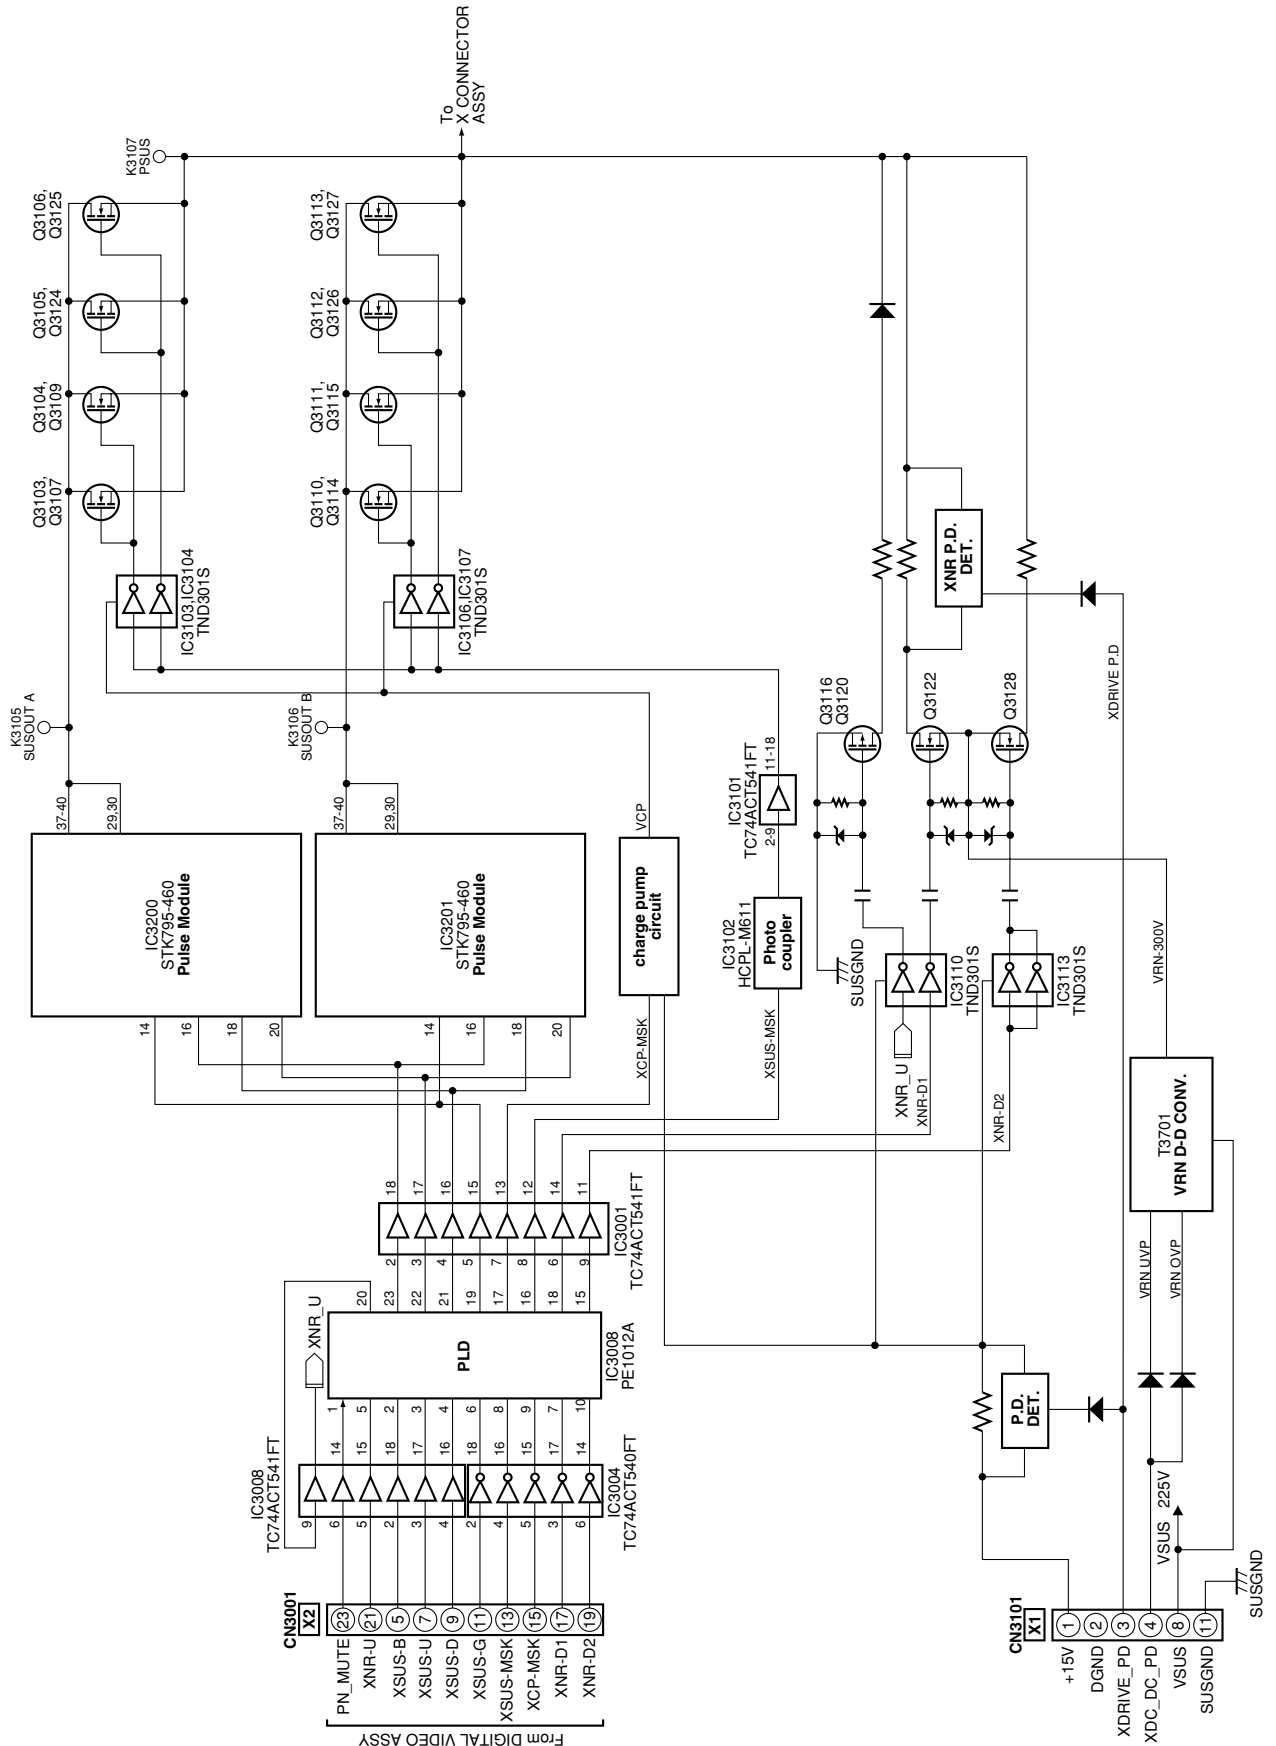 K3107
PSUS
To
X CONNECTOR
ASSY
Q3106,
Q3125
Q3105,
Q3124
Q3104,
Q3109
Q3103,
Q3107
Q3113,
Q3127
Q3112,
Q3126
Q3111,
Q3115
Q3110,
Q3114
IC3103,IC3104
TND301S
IC3106,IC3107
TND301S
K3105
SUSOUT A
K3106
SUSOUT B
37-40
29,30
37-40
29,30
IC3200
STK795-460
Pulse Module
IC3201
STK795-460
Pulse Module
14
16
18
20
14
16
18
20
VCP
charge pump
circuit
XCP-MSK
IC3101
TC74ACT541FT
2-9
11-18
IC3102
HCPL-M611
Photo
coupler
XSUS-MSK
XNR P.D.
DET.
XDRIVE P.D
Q3116
Q3120
Q3122
Q3128
SUSGND
IC3110
TND301S
IC3113
TND301S
XNR_U
XNR-D1
XNR-D2
VRN-300V
T3701
VRN D-D CONV.
VRN UVP
VRN OVP
18
17
16
15
13
12
14
11
IC3001
TC74ACT541FT
2
3
4
5
7
8
6
9
XNR_U
20
23
22
21
19
17
16
18
15
PLD
IC3008
PE1012A
1
5
2
3
4
6
8
9
7
10
IC3008
TC74ACT541FT
14
15
18
17
16
18
16
15
17
14
IC3004
TC74ACT540FT
9
6
5
2
3
4
2
4
5
3
6
CN3001
X2
23
21
5
7
9
11
13
15
17
19
PN_MUTE
XNR-U
XSUS-B
XSUS-U
XSUS-D
XSUS-G
XSUS-MSK
XCP-MSK
XNR-D1
XNR-D2
From DIGITAL VIDEO ASSY
P.D.
DET.
VSUS 225V
CN3101
X1
1
2
3
4
8
11
+15V
DGND
XDRIVE_PD
XDC_DC_PD
VSUS
SUSGND
SUSGND